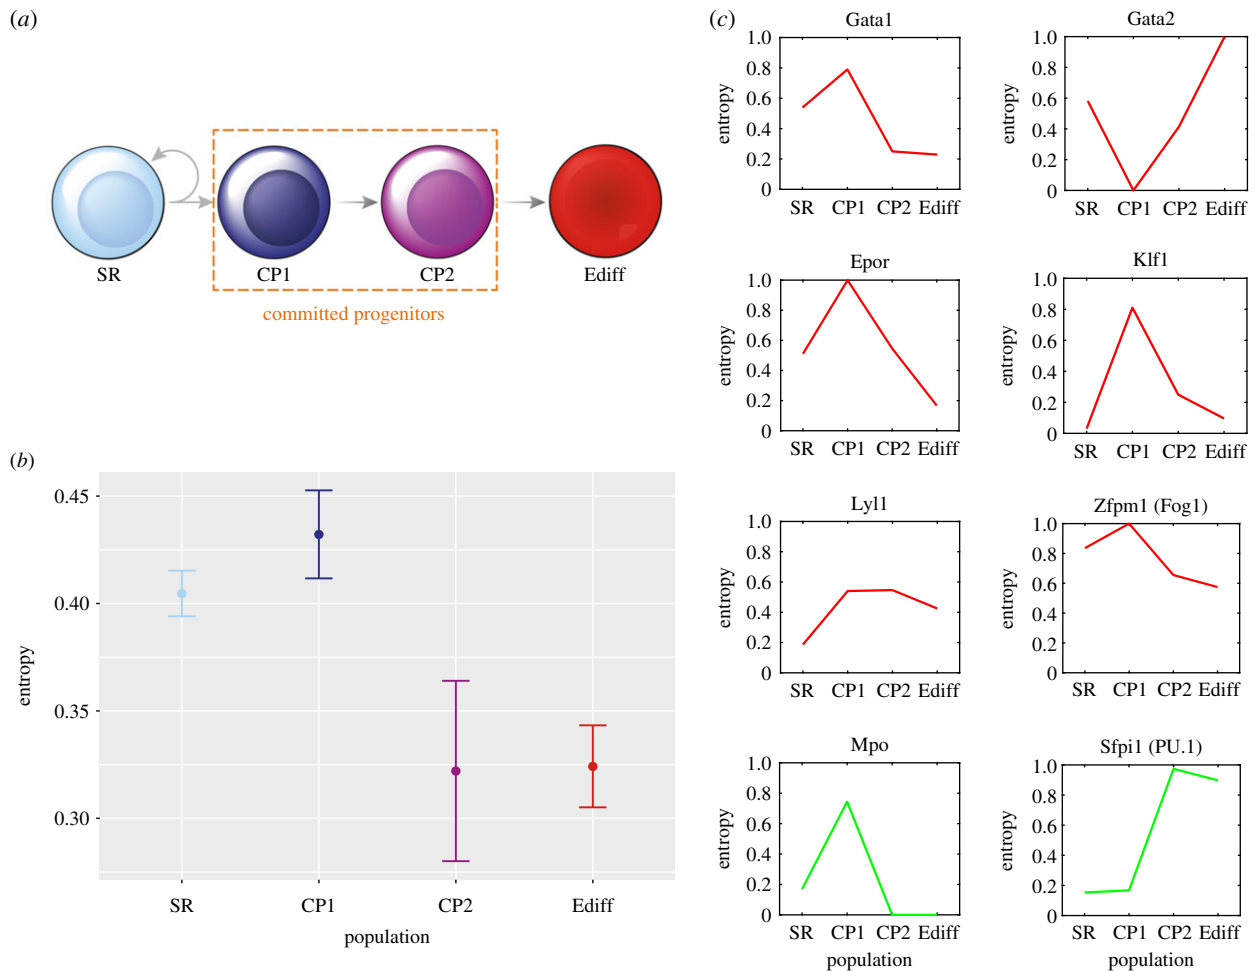 (a)
SR
CP1
CP2
Ediff
committed progenitors
(b)
0.45
0.40
0.35
0.30
entropy
SR
CP1
CP2
Ediff
population
(c)
Gata1
1.0
0.8
0.6
0.4
0.2
0
entropy
SR
CP1
CP2
Ediff
Gata2
1.0
0.8
0.6
0.4
0.2
0
entropy
SR
CP1
CP2
Ediff
Epor
1.0
0.8
0.6
0.4
0.2
0
entropy
SR
CP1
CP2
Ediff
Klf1
1.0
0.8
0.6
0.4
0.2
0
entropy
SR
CP1
CP2
Ediff
Lyl1
1.0
0.8
0.6
0.4
0.2
0
entropy
SR
CP1
CP2
Ediff
Zfpm1 (Fog1)
1.0
0.8
0.6
0.4
0.2
0
entropy
SR
CP1
CP2
Ediff
Mpo
1.0
0.8
0.6
0.4
0.2
0
entropy
SR
CP1
CP2
Ediff
population
Sfpi1 (PU.1)
1.0
0.8
0.6
0.4
0.2
0
entropy
SR
CP1
CP2
Ediff
population